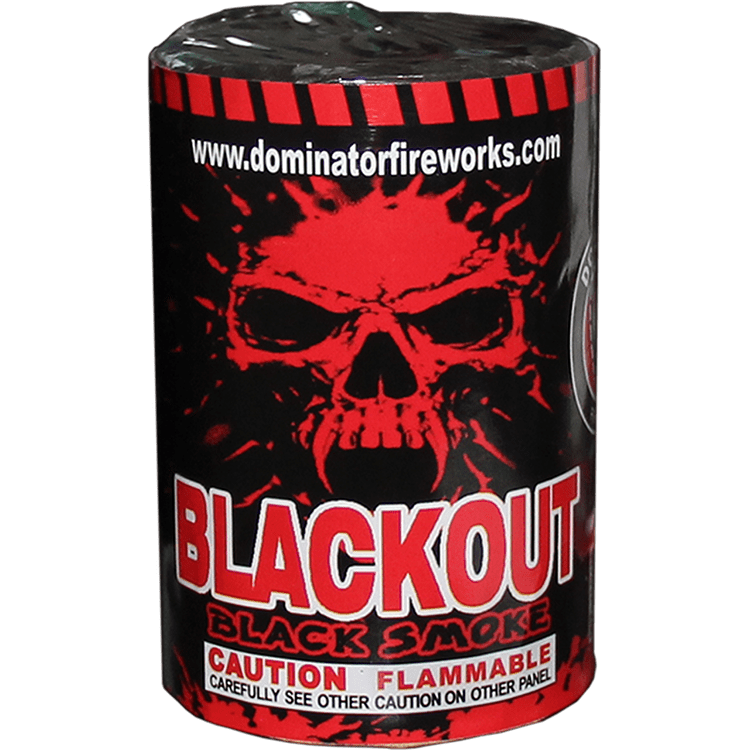 www.dominatorfireworks.com
BLACKOUT
BLACK SMOKE
CAUTION FLAMMABLE
CAREFULLY SEE OTHER CAUTION ON OTHER PANEL